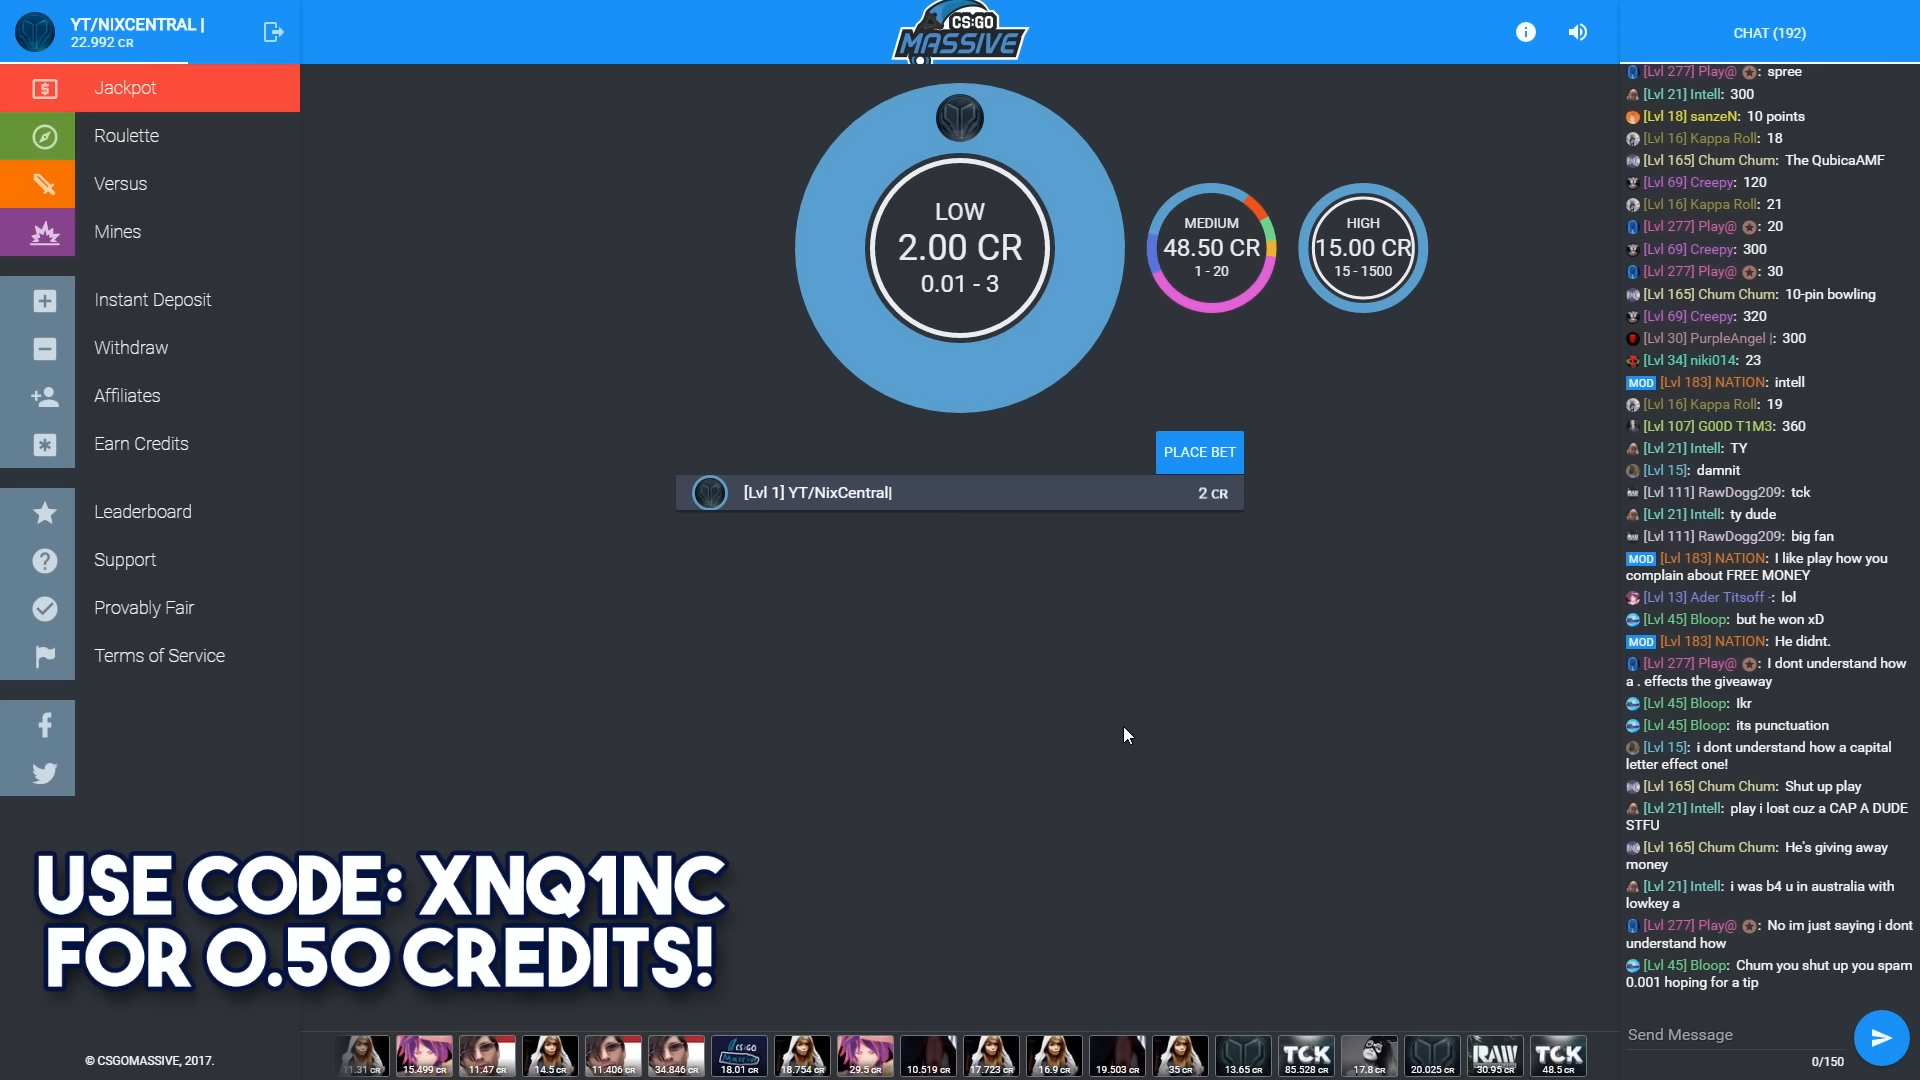 YT/NIXCENTRAL |
22.992 CR
CS:GO
MASSIVE
CHAT (192)
Jackpot
Roulette
Versus
Mines
Instant Deposit
Withdraw
Affiliates
Earn Credits
Leaderboard
Support
Provably Fair
Terms of Service
LOW
2.00 CR
0.01 - 3
MEDIUM
48.50 CR
1 - 20
HIGH
15.00 CR
15 - 1500
PLACE BET
[Lvl 1] YT/NixCentral|
2 CR
[Lvl 277] Play@ : spree
[Lvl 21] Intell: 300
[Lvl 18] sanzeN: 10 points
[Lvl 16] Kappa Roll: 18
[Lvl 165] Chum Chum: The QubicaAMF
[Lvl 69] Creepy: 120
[Lvl 16] Kappa Roll: 21
[Lvl 277] Play@ : 20
[Lvl 69] Creepy: 300
[Lvl 277] Play@ : 30
[Lvl 165] Chum Chum: 10-pin bowling
[Lvl 69] Creepy: 320
[Lvl 30] PurpleAngel |: 300
[Lvl 34] niki014: 23
MOD [Lvl 183] NATION: intell
[Lvl 16] Kappa Roll: 19
[Lvl 107] G00D T1M3: 360
[Lvl 21] Intell: TY
[Lvl 15]: damnit
[Lvl 111] RawDogg209: tck
[Lvl 21] Intell: ty dude
[Lvl 111] RawDogg209: big fan
MOD [Lvl 183] NATION: I like play how you
complain about FREE MONEY
[Lvl 13] Ader Titsoff -: lol
[Lvl 45] Bloop: but he won xD
MOD [Lvl 183] NATION: He didnt.
[Lvl 277] Play@ : I dont understand how
a . effects the giveaway
[Lvl 45] Bloop: Ikr
[Lvl 45] Bloop: its punctuation
[Lvl 15]: i dont understand how a capital
letter effect one!
[Lvl 165] Chum Chum: Shut up play
[Lvl 21] Intell: play i lost cuz a CAP A DUDE
STFU
[Lvl 165] Chum Chum: He's giving away
money
[Lvl 21] Intell: i was b4 u in australia with
lowkey a
[Lvl 277] Play@ : No im just saying i dont
understand how
[Lvl 45] Bloop: Chum you shut up you spam
0.001 hoping for a tip
Send Message
0/150
USE CODE: XNQ1NC
FOR 0.50 CREDITS!
© CSGOMASSIVE, 2017.
CS:GO
Massive
TCK
RAW
TCK
11.31 CR
15.499 CR
11.47 CR
14.5 CR
11.406 CR
34.846 CR
18.01 CR
18.754 CR
29.5 CR
10.519 CR
17.723 CR
16.9 CR
19.503 CR
35 CR
13.65 CR
85.528 CR
17.8 CR
20.025 CR
30.95 CR
48.5 CR